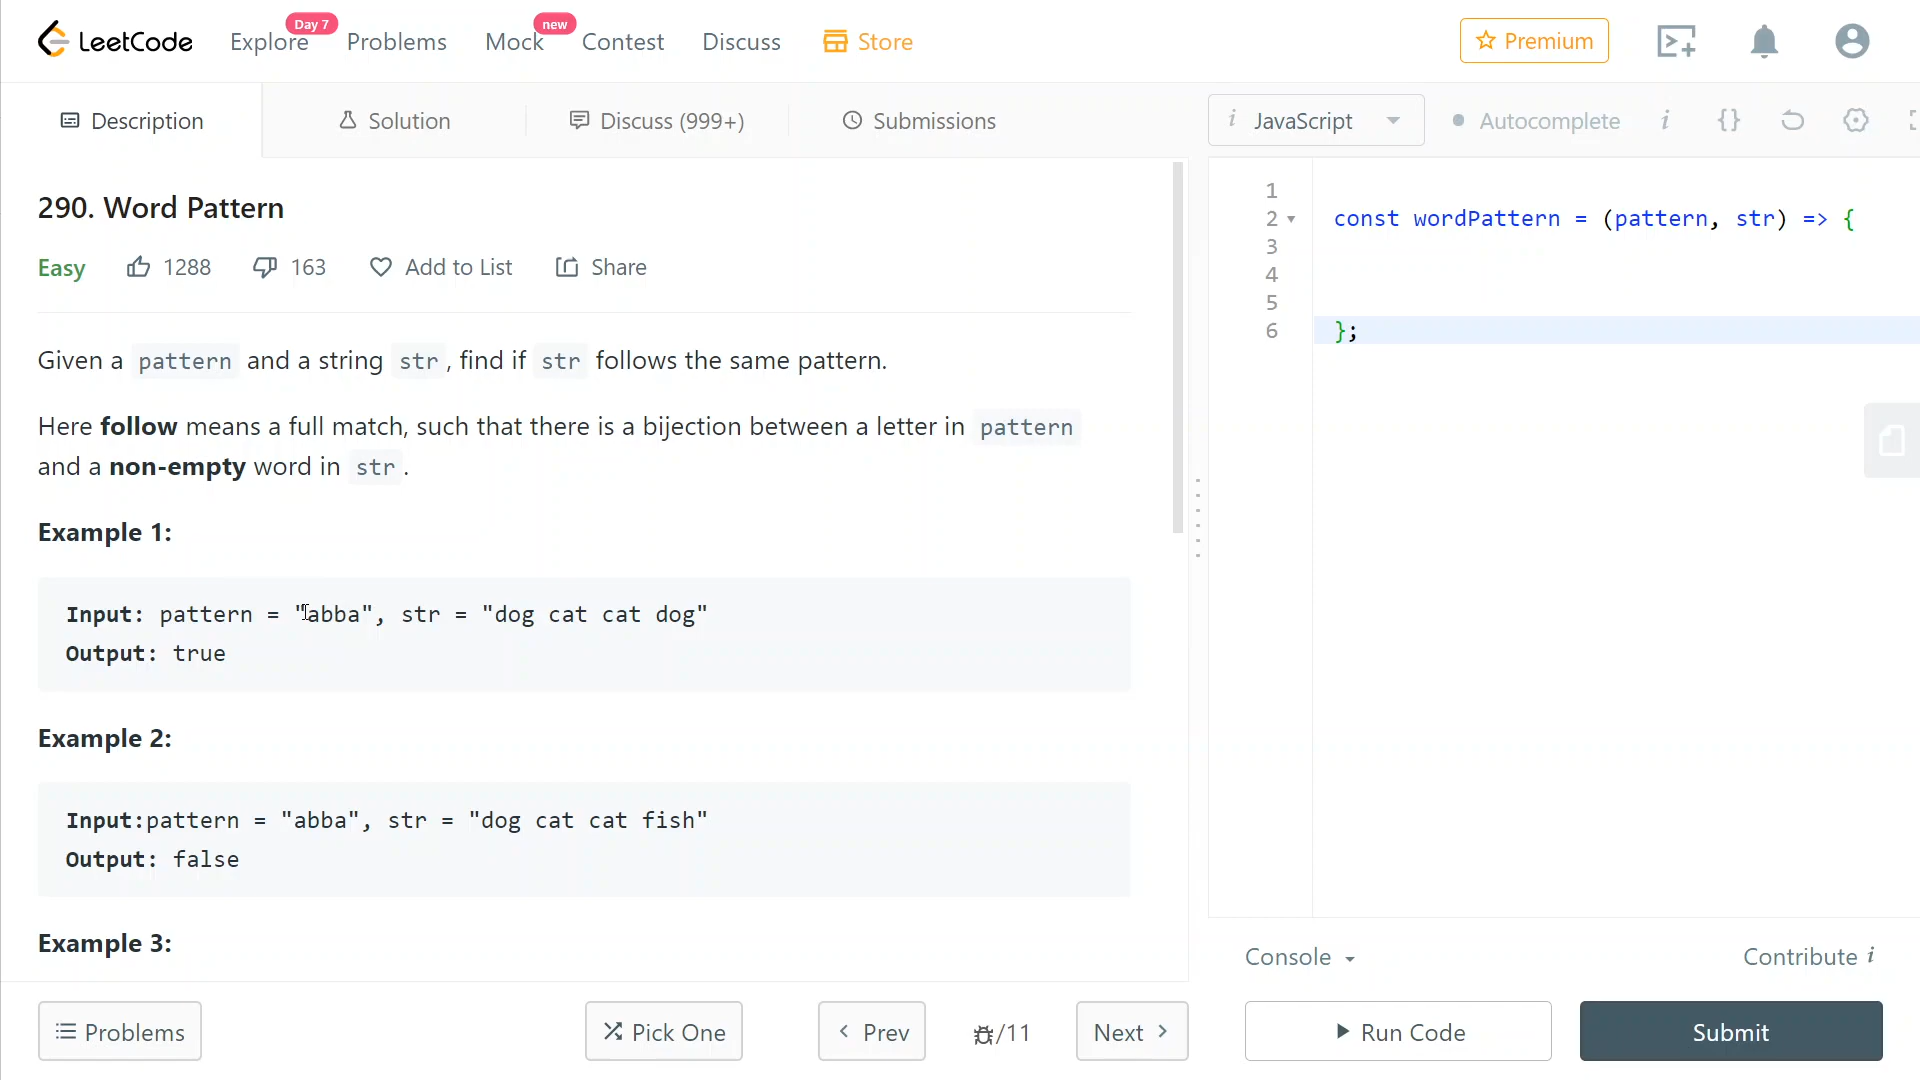 LeetCode
Explore Day 7 Problems Mock new Contest Discuss Store Premium
Description Solution Discuss (999+) Submissions
i JavaScript Autocomplete i {}
290. Word Pattern
Easy 1288 163 Add to List Share
Given a pattern and a string str, find if str follows the same pattern.
Here follow means a full match, such that there is a bijection between a letter in pattern
and a non-empty word in str.
Example 1:
Input: pattern = "abba", str = "dog cat cat dog"
Output: true
Example 2:
Input:pattern = "abba", str = "dog cat cat fish"
Output: false
Example 3:
1
2 const wordPattern = (pattern, str) => {
3
4
5
6 };
Console Contribute i
Problems Pick One Prev /11 Next Run Code Submit